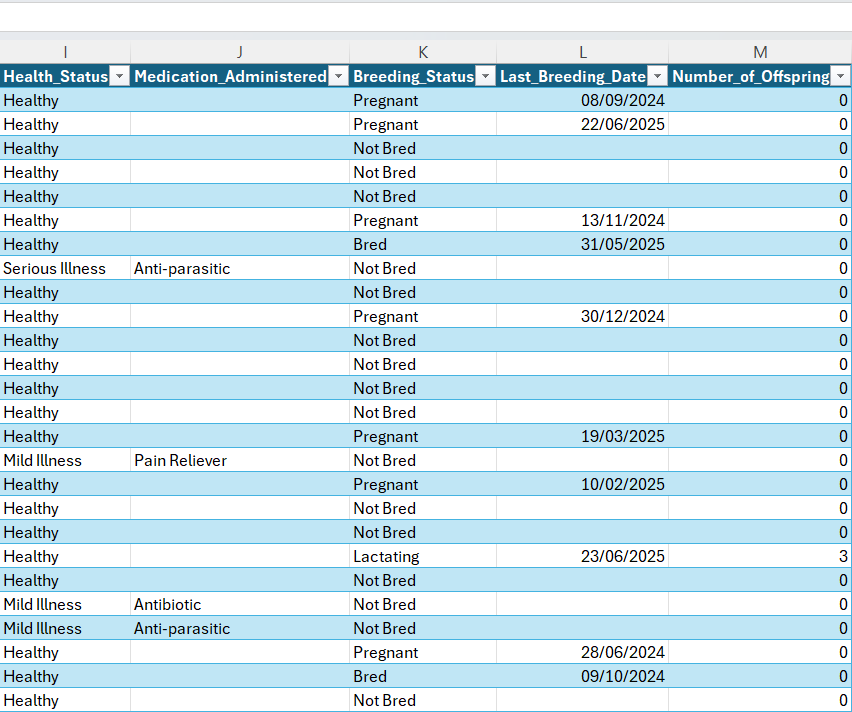 I J K L M
Health_Status Medication_Administered Breeding_Status Last_Breeding_Date Number_of_Offspring
Healthy Pregnant 08/09/2024 0
Healthy Pregnant 22/06/2025 0
Healthy Not Bred 0
Healthy Not Bred 0
Healthy Not Bred 0
Healthy Pregnant 13/11/2024 0
Healthy Bred 31/05/2025 0
Serious Illness Anti-parasitic Not Bred 0
Healthy Not Bred 0
Healthy Pregnant 30/12/2024 0
Healthy Not Bred 0
Healthy Not Bred 0
Healthy Not Bred 0
Healthy Not Bred 0
Healthy Pregnant 19/03/2025 0
Mild Illness Pain Reliever Not Bred 0
Healthy Pregnant 10/02/2025 0
Healthy Not Bred 0
Healthy Not Bred 0
Healthy Lactating 23/06/2025 3
Healthy Not Bred 0
Mild Illness Antibiotic Not Bred 0
Mild Illness Anti-parasitic Not Bred 0
Healthy Pregnant 28/06/2024 0
Healthy Bred 09/10/2024 0
Healthy Not Bred 0